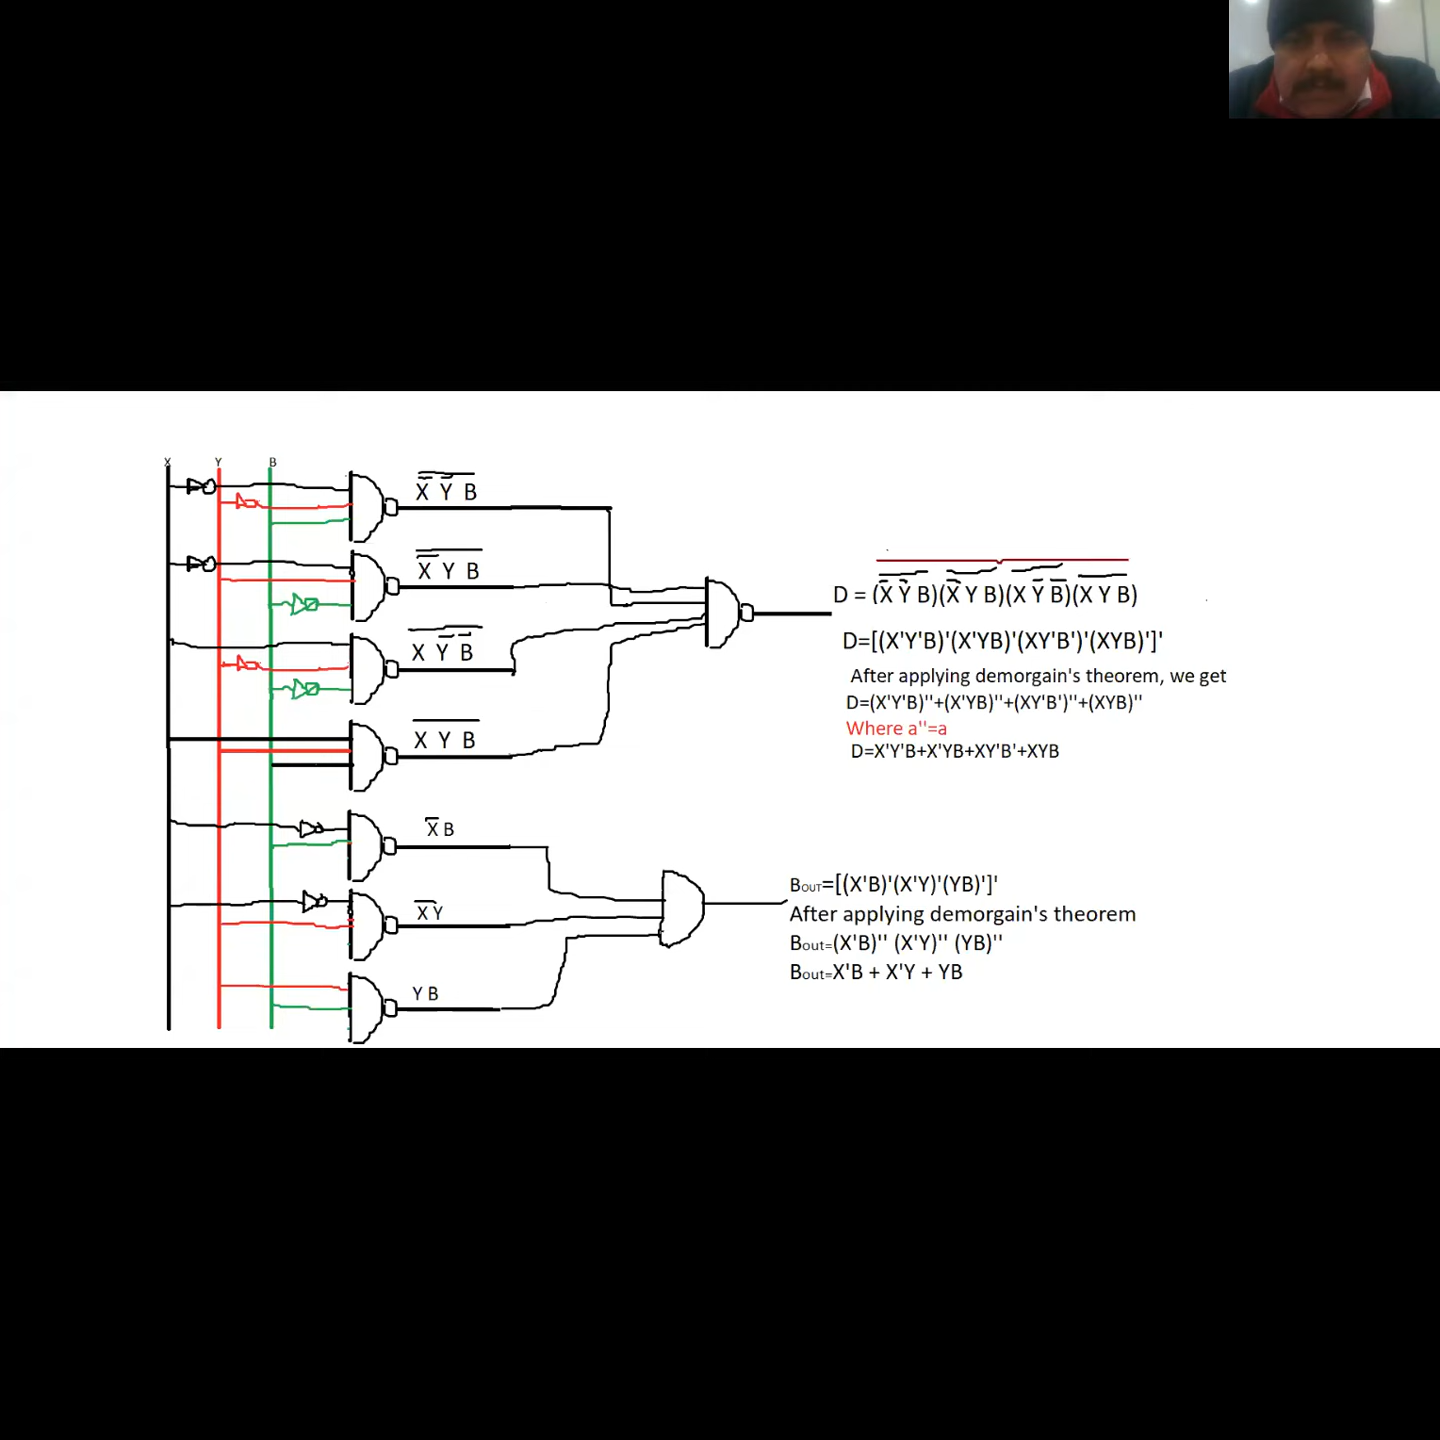 X Y B
X̅ Y̅ B
X̅ Y B
X Y̅ B̅
X Y B
D = (X̅ Y̅ B)(X̅ Y B)(X Y̅ B̅)(X Y B)
D=[(X'Y'B)'(X'YB)'(XY'B')'(XYB)']'
After applying demorgain's theorem, we get
D=(X'Y'B)''+(X'YB)''+(XY'B')''+(XYB)''
Where a''=a
D=X'Y'B+X'YB+XY'B'+XYB
X̅ B
X̅ Y
Y B
BOUT=[(X'B)'(X'Y)'(YB)']'
After applying demorgain's theorem
Bout=(X'B)'' (X'Y)'' (YB)''
Bout=X'B + X'Y + YB